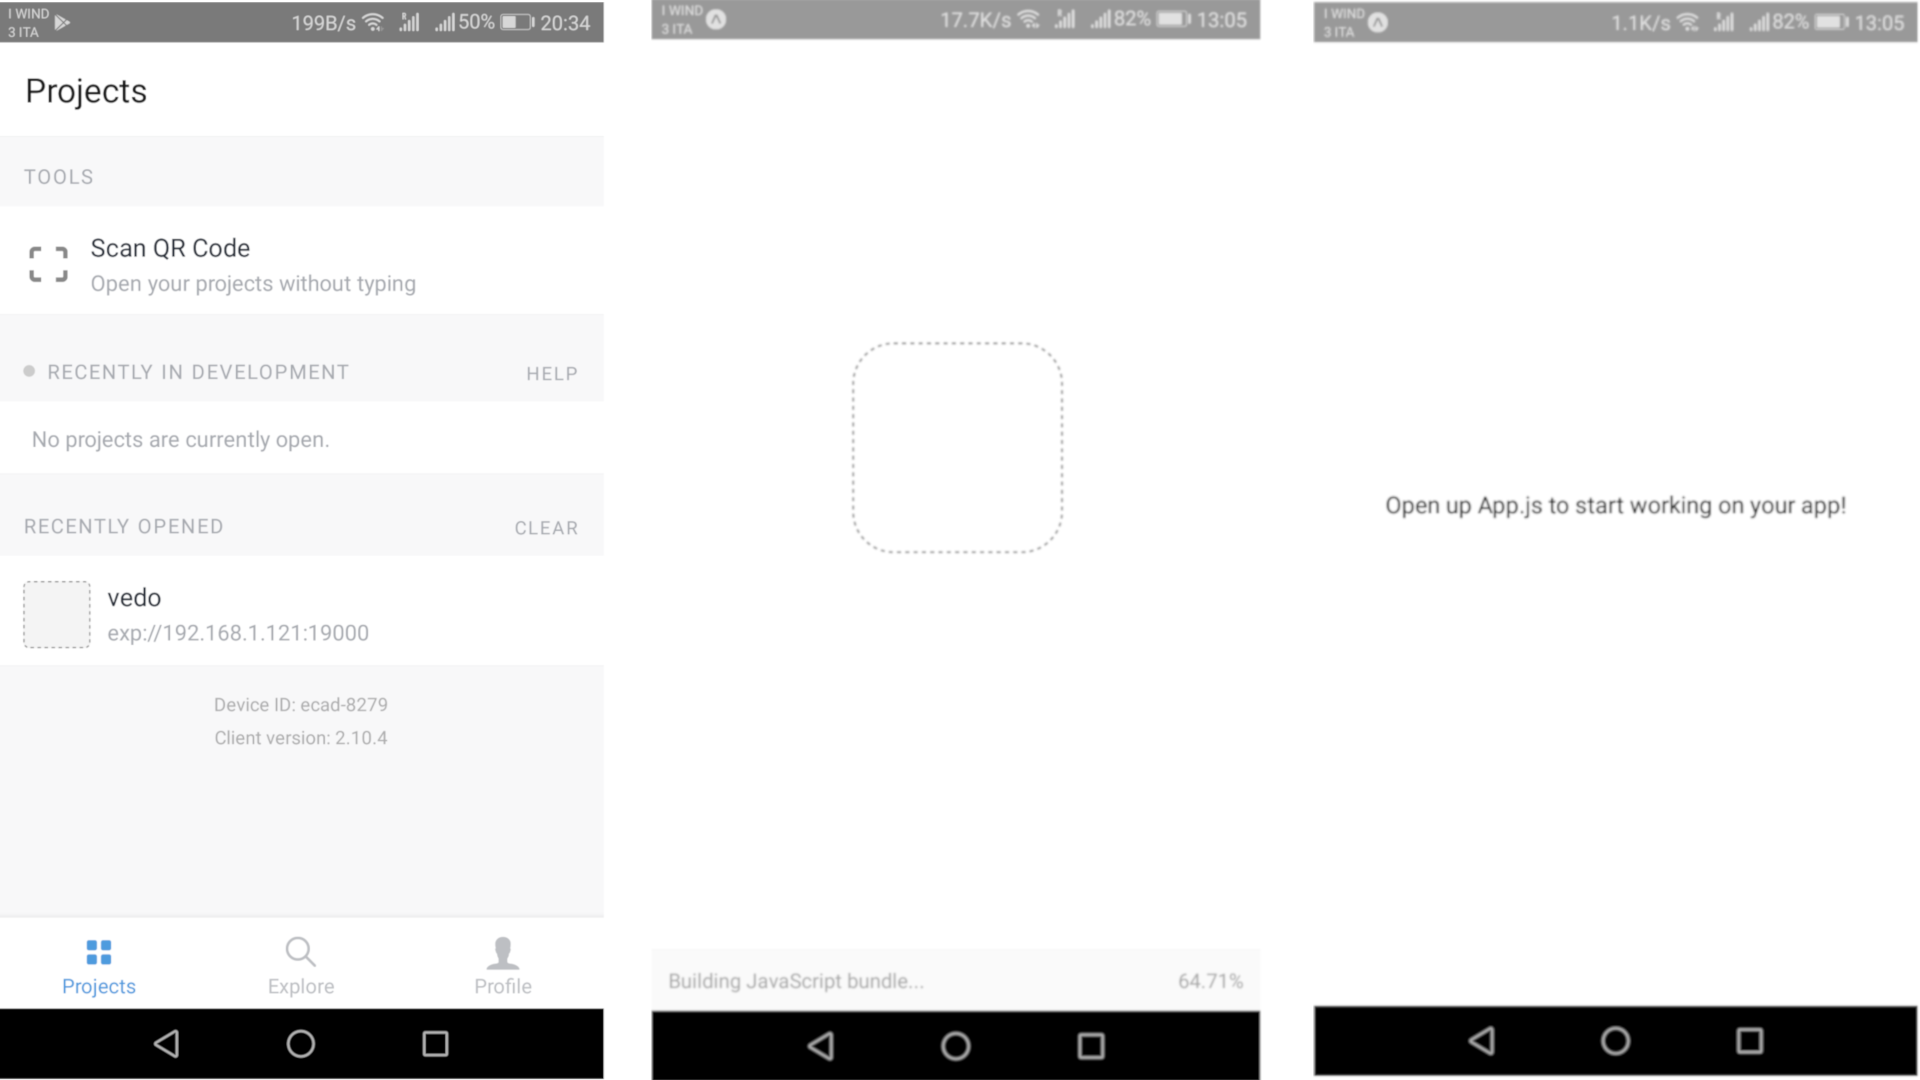 I WIND
3 ITA
199B/s
50%
20:34
Projects
TOOLS
Scan QR Code
Open your projects without typing
RECENTLY IN DEVELOPMENT
HELP
No projects are currently open.
RECENTLY OPENED
CLEAR
vedo
exp://192.168.1.121:19000
Device ID: ecad-8279
Client version: 2.10.4
Projects
Explore
Profile
I WIND
3 ITA
17.7K/s
82%
13:05
Building JavaScript bundle...
64.71%
I WIND
3 ITA
1.1K/s
82%
13:05
Open up App.js to start working on your app!